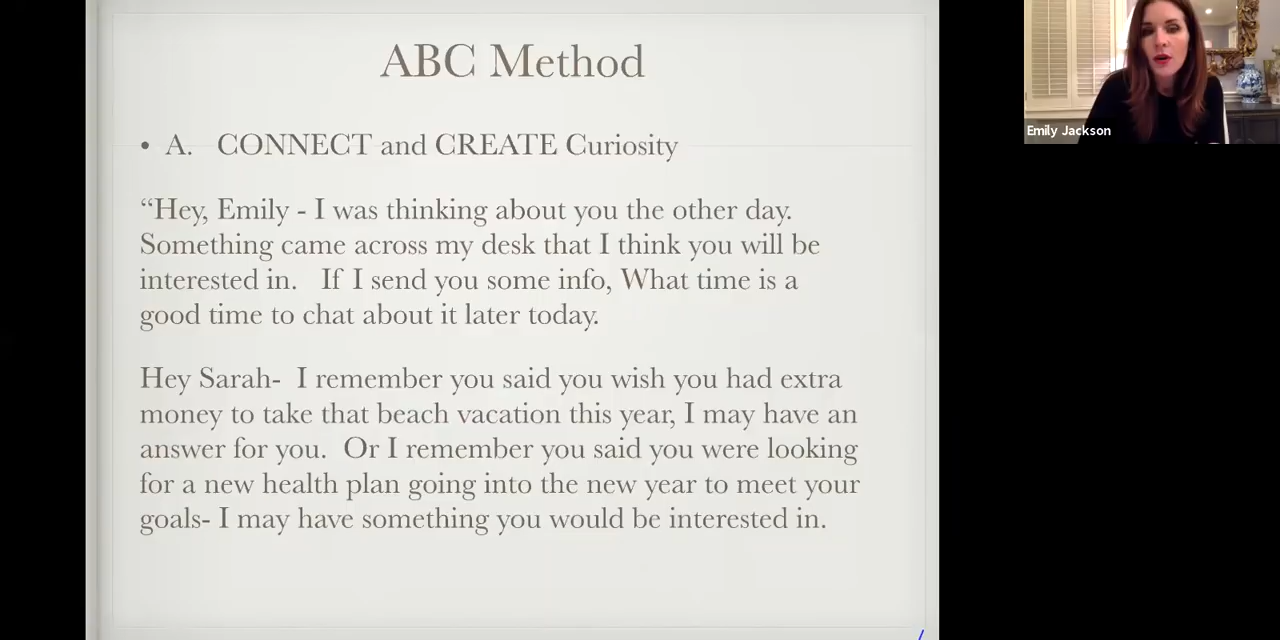 ABC Method
• A. CONNECT and CREATE Curiosity
“Hey, Emily - I was thinking about you the other day.
Something came across my desk that I think you will be
interested in. If I send you some info, What time is a
good time to chat about it later today.
Hey Sarah- I remember you said you wish you had extra
money to take that beach vacation this year, I may have an
answer for you. Or I remember you said you were looking
for a new health plan going into the new year to meet your
goals- I may have something you would be interested in.
Emily Jackson